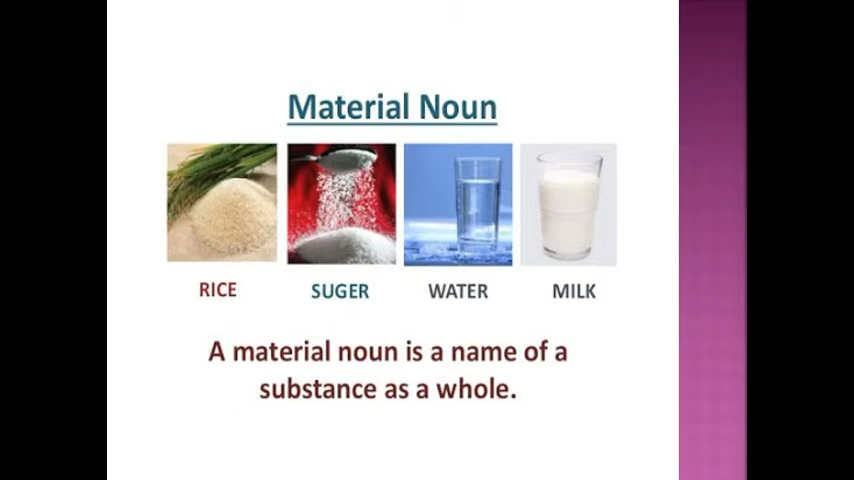 Material Noun
RICE SUGER WATER MILK
A material noun is a name of a
substance as a whole.